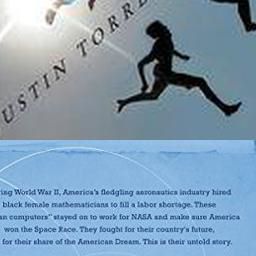 USTIN TORRE
ing World War II, America's fledgling aeronautics industry hired
black female mathematicians to fill a labor shortage. These
an computers" stayed on to work for NASA and make sure America
won the Space Race. They fought for their country's future,
for their share of the American Dream. This is their untold story.